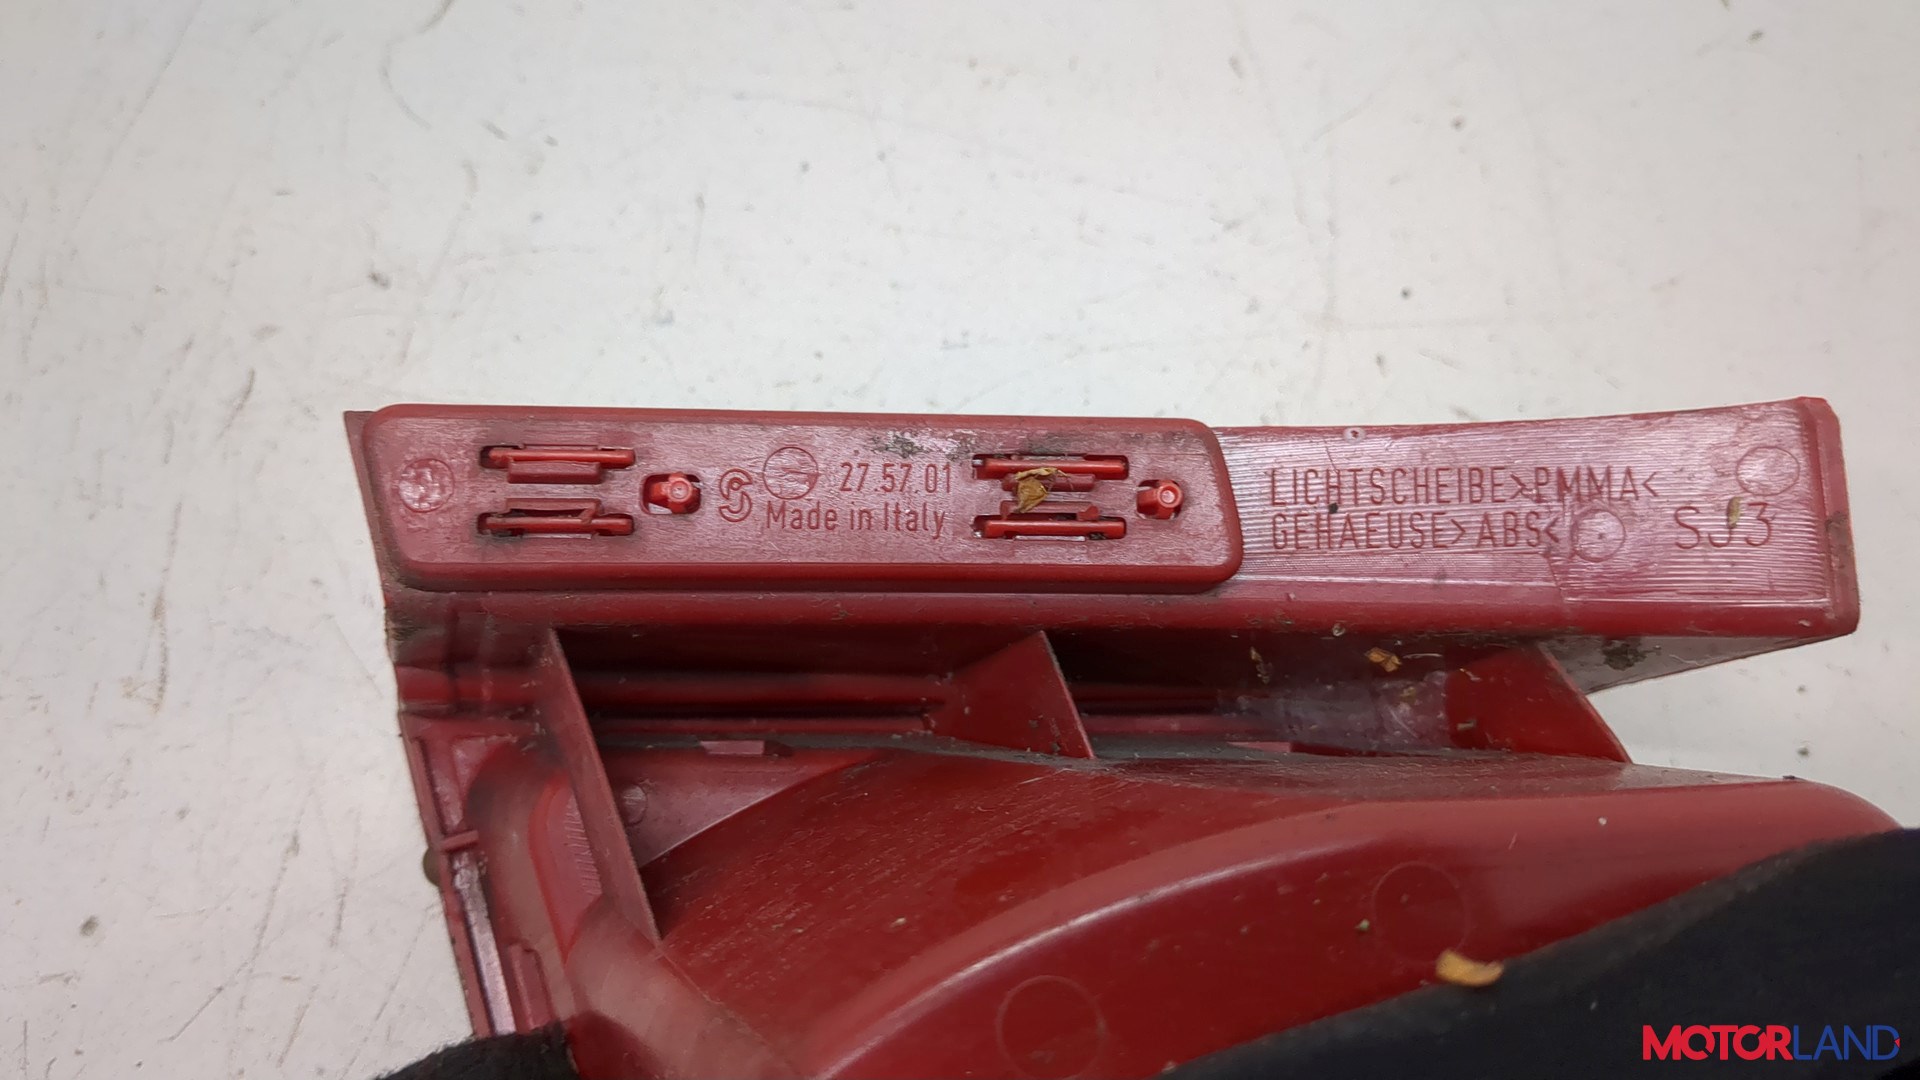 27.57.01
Made in Italy
LICHTSCHEIBE>PMMA<
GEHAEUSE>ABS<
SJ3
MOTORLAND